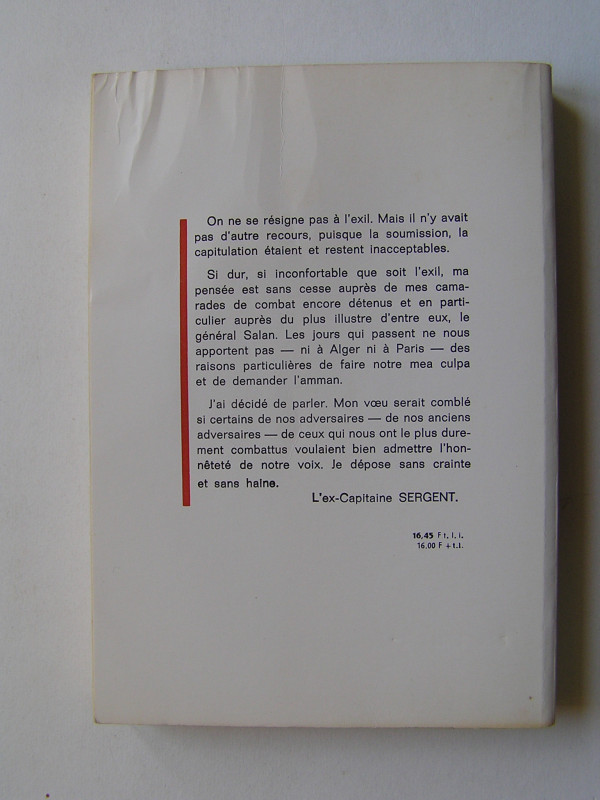 On ne se résigne pas à l'exil. Mais il n'y avait
pas d'autre recours, puisque la soumission, la
capitulation étaient et restent inacceptables.
Si dur, si inconfortable que soit l'exil, ma
pensée est sans cesse auprès de mes cama-
rades de combat encore détenus et en parti-
culier auprès du plus illustre d'entre eux, le
général Salan. Les jours qui passent ne nous
apportent pas — ni à Alger ni à Paris — des
raisons particulières de faire notre mea culpa
et de demander l'amman.
J'ai décidé de parler. Mon vœu serait comblé
si certains de nos adversaires — de nos anciens
adversaires — de ceux qui nous ont le plus dure-
ment combattus voulaient bien admettre l'hon-
nêteté de notre voix. Je dépose sans crainte
et sans haine.
L'ex-Capitaine SERGENT.
16,45 F t. l. i.
16,00 F + t.l.